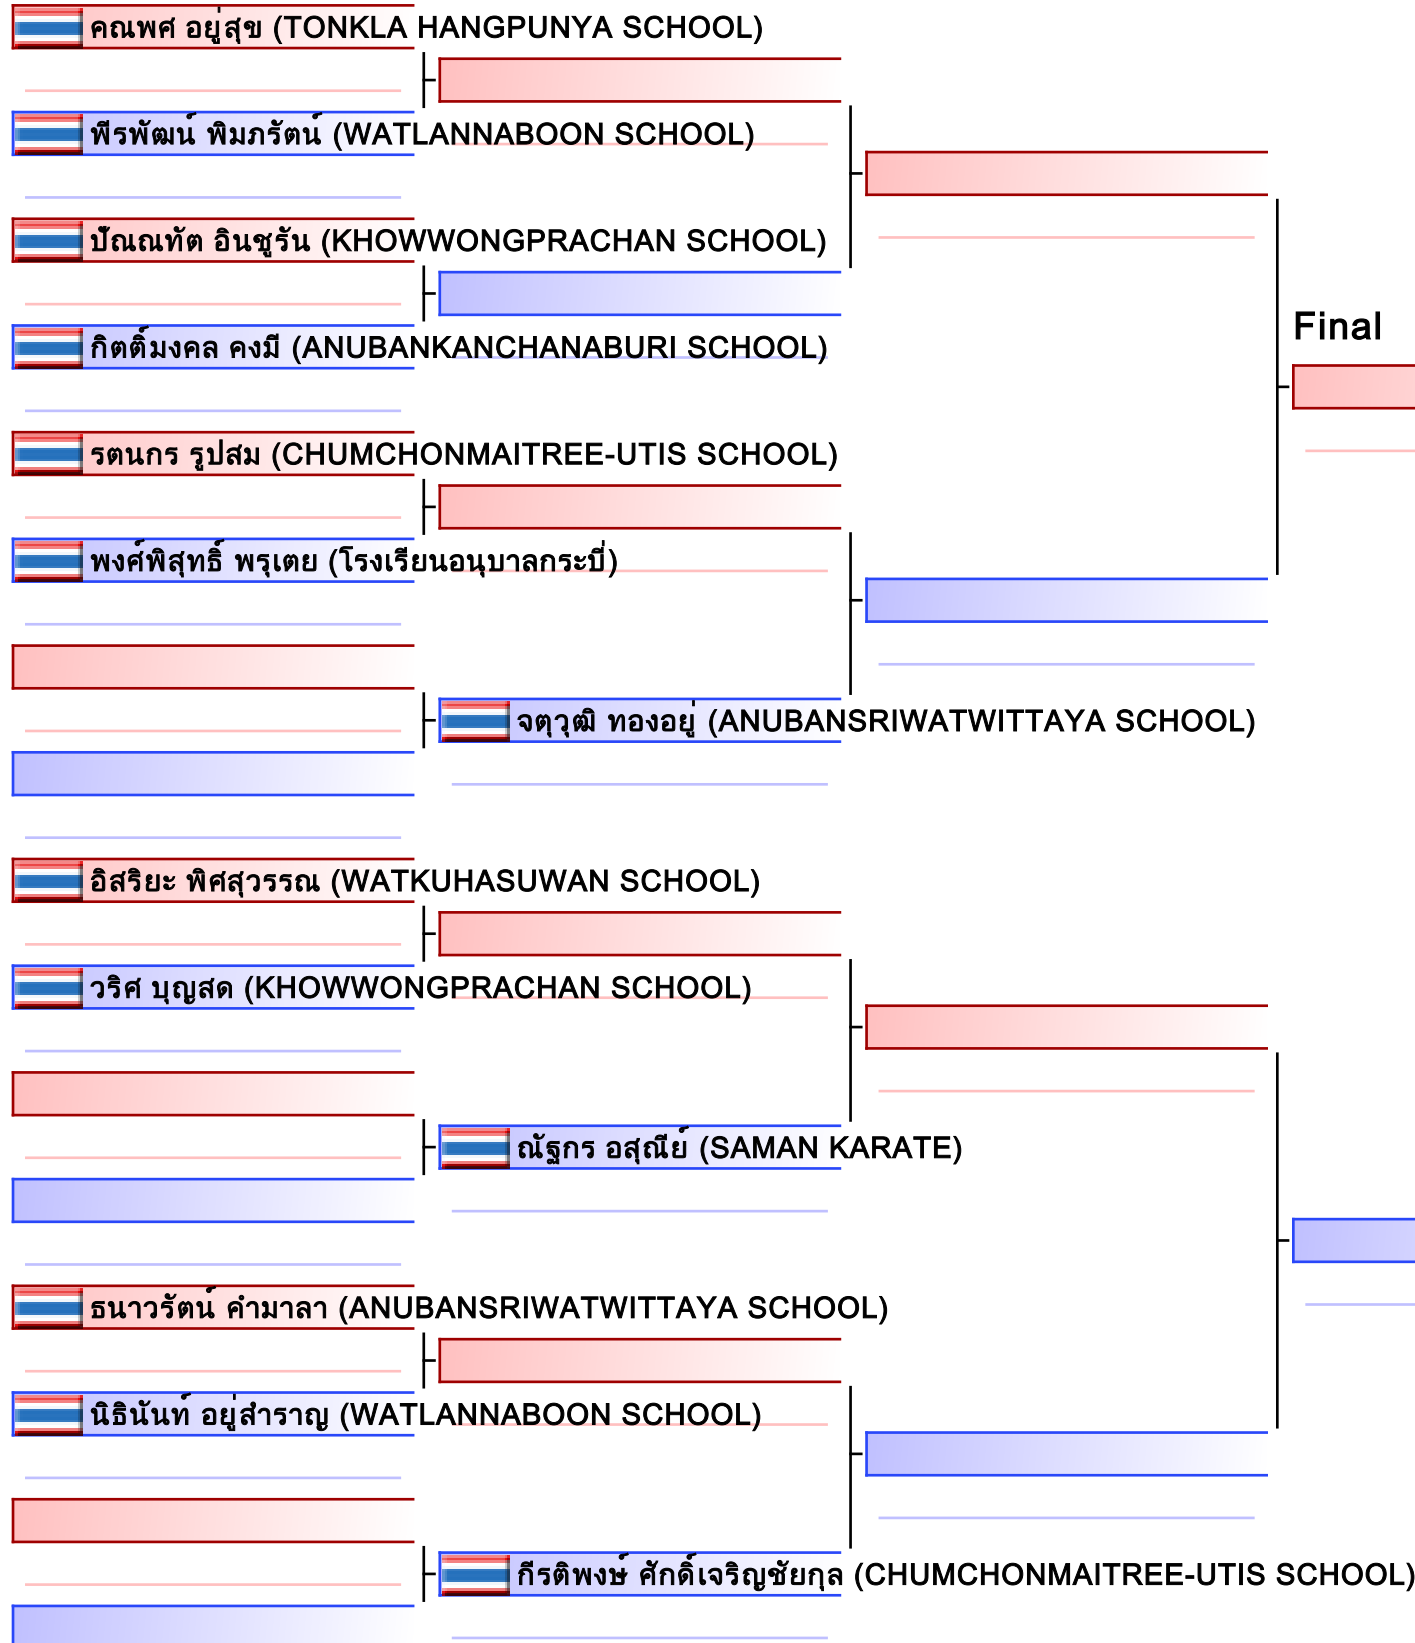 คณพศ อยู่สุข (TONKLA HANGPUNYA SCHOOL)
พีรพัฒน์ พิมภรัตน์ (WATLANNABOON SCHOOL)
ปัณณทัต อินชูรัน (KHOWWONGPRACHAN SCHOOL)
กิตติ์มงคล คงมี (ANUBANKANCHANABURI SCHOOL)
Final
รตนกร รูปสม (CHUMCHONMAITREE-UTIS SCHOOL)
พงศ์พิสุทธิ์ พรุเตย (โรงเรียนอนุบาลกระบี่)
จตุวุฒิ ทองอยู่ (ANUBANSRIWATWITTAYA SCHOOL)
อิสริยะ พิศสุวรรณ (WATKUHASUWAN SCHOOL)
วริศ บุญสด (KHOWWONGPRACHAN SCHOOL)
ณัฐกร อสุณีย์ (SAMAN KARATE)
ธนาวรัตน์ คำมาลา (ANUBANSRIWATWITTAYA SCHOOL)
นิธินันท์ อยู่สำราญ (WATLANNABOON SCHOOL)
กีรติพงษ์ ศักดิ์เจริญชัยกุล (CHUMCHONMAITREE-UTIS SCHOOL)